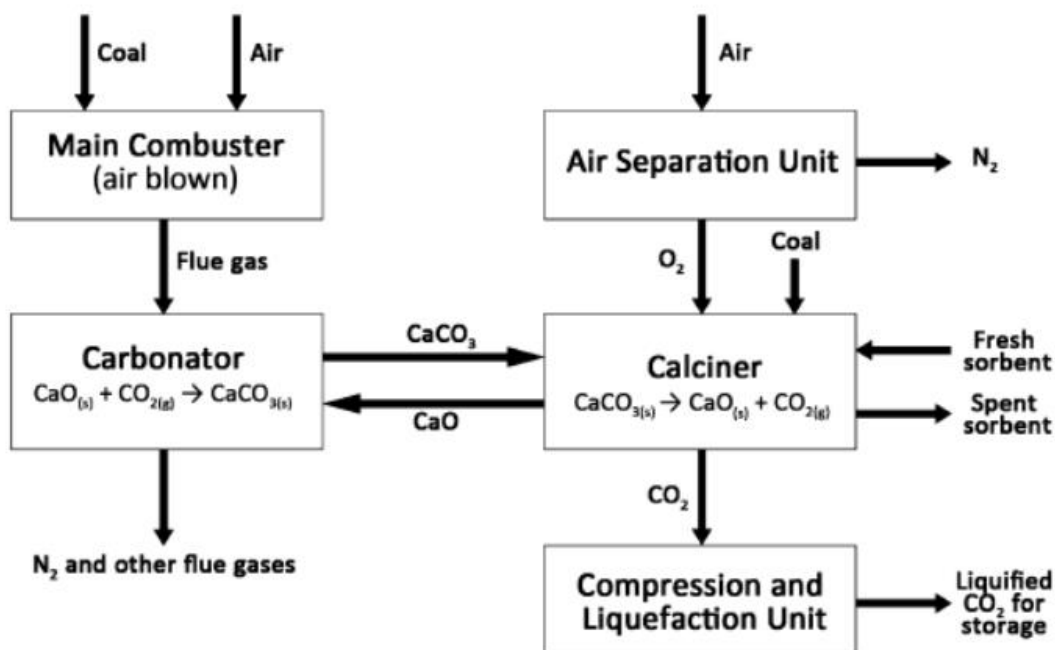 Coal
Air
Air
Main Combuster
(air blown)
Air Separation Unit
N₂
Flue gas
O₂
Coal
Carbonator
CaO(s) + CO₂(g) → CaCO₃(s)
CaCO₃
CaO
Calciner
CaCO₃(s) → CaO(s) + CO₂(g)
Fresh
sorbent
Spent
sorbent
CO₂
N₂ and other flue gases
Compression and
Liquefaction Unit
Liquified
CO₂ for
storage